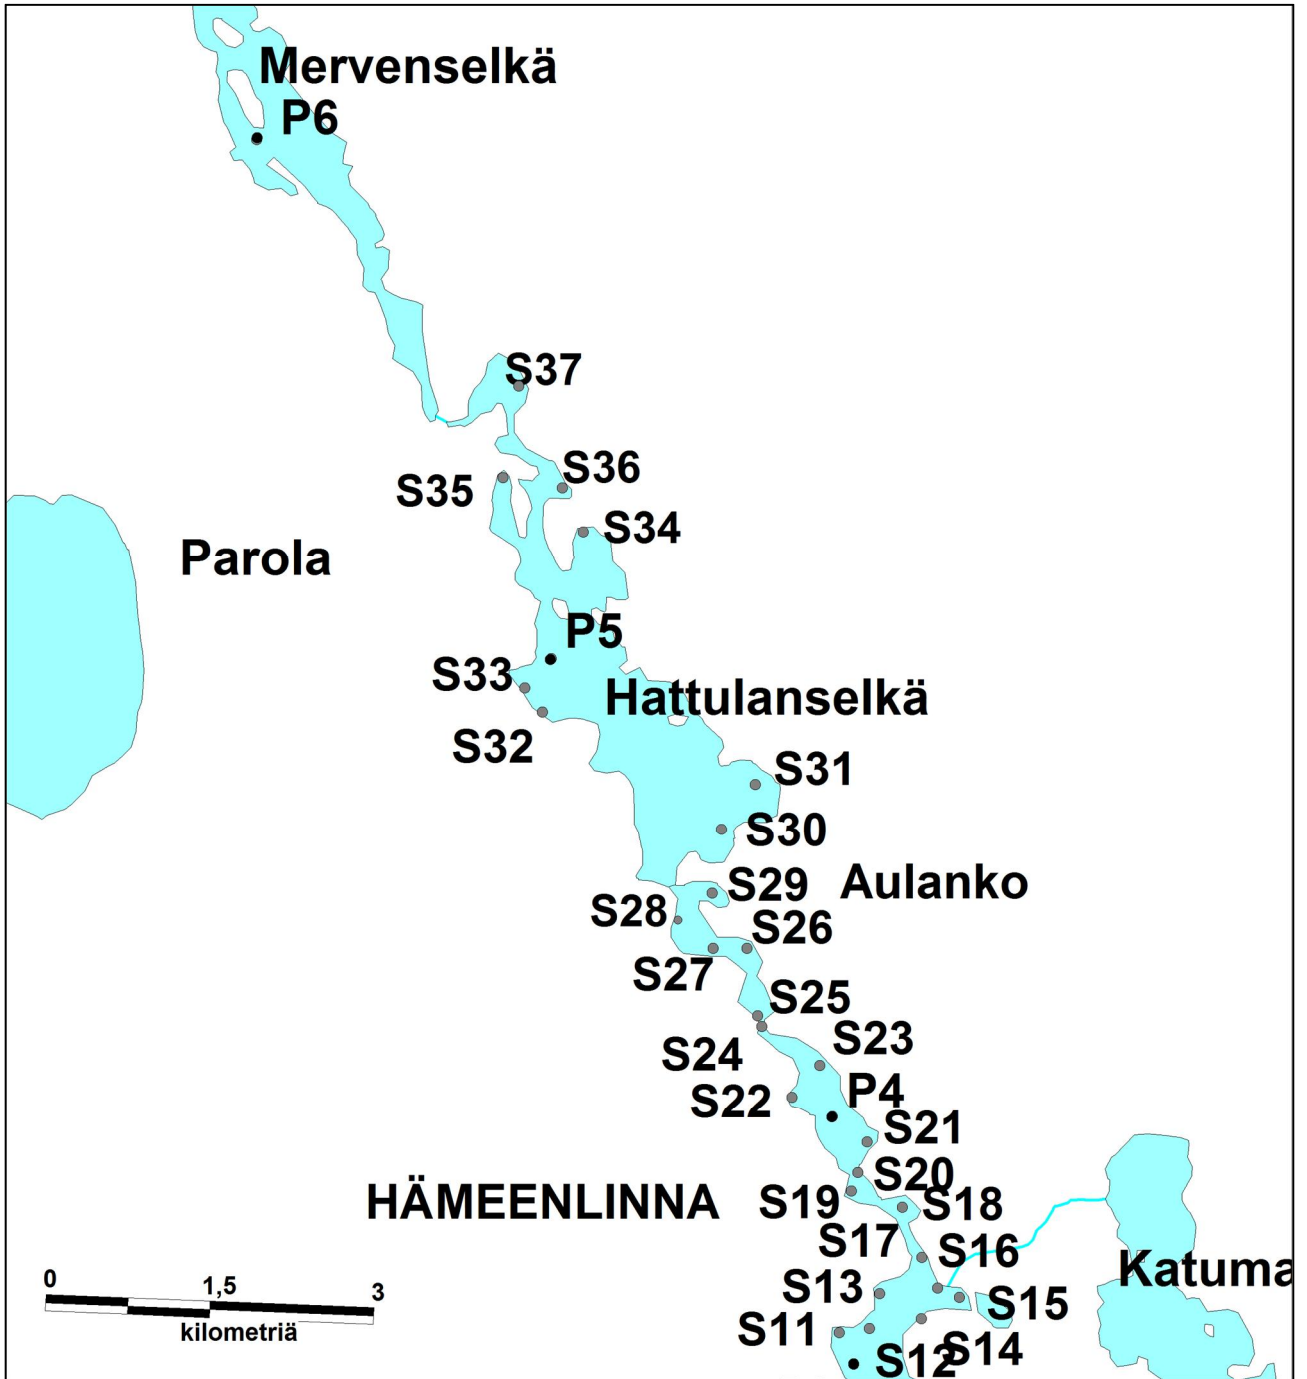 Mervenselkä
P6
S37
S36
S35
S34
Parola
P5
S33
Hattulanselkä
S32
S31
S30
Aulanko
S29
S28
S26
S27
S25
S23
S24
P4
S22
S21
S20
HÄMEENLINNA
S19
S18
S17
S16
Katuma
S13
0
1,5
3
S15
kilometriä
S11
S14
S12